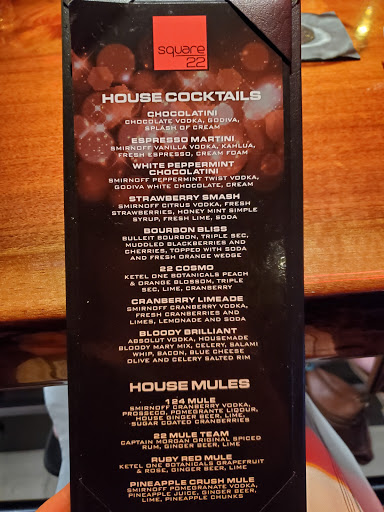 square
22
HOUSE COCKTAILS
CHOCOLATINI
CHOCOLATE VODKA, GODIVA,
SPLASH OF CREAM
ESPRESSO MARTINI
SMIRNOFF VANILLA VODKA, KAHLUA,
FRESH ESPRESSO, CREAM FOAM
WHITE PEPPERMINT
CHOCOLATINI
SMIRNOFF PEPPERMINT TWIST VODKA,
GODIVA WHITE CHOCOLATE, CREAM
STRAWBERRY SMASH
SMIRNOFF CITRUS VODKA, FRESH
STRAWBERRIES, HONEY MINT SIMPLE
SYRUP, FRESH LIME, SODA
BOURBON BLISS
BULLEIT BOURBON, TRIPLE SEC,
MUDDLED BLACKBERRIES AND
CHERRIES, TOPPED WITH SODA
AND FRESH ORANGE WEDGE
22 COSMO
KETEL ONE BOTANICALS PEACH
& ORANGE BLOSSOM, TRIPLE
SEC, LIME, CRANBERRY
CRANBERRY LIMEADE
SMIRNOFF CRANBERRY VODKA,
FRESH CRANBERRIES AND
LIMES, LEMONADE AND SODA
BLOODY BRILLIANT
ABSOLUT VODKA, HOUSEMADE
BLOODY MARY MIX, CELERY, SALAMI
WHIP, BACON, BLUE CHEESE
OLIVE AND CELERY SALTED RIM
HOUSE MULES
124 MULE
SMIRNOFF CRANBERRY VODKA,
PROSSECO, POMEGRANTE LIQOUR,
HOUSE GINGER BEER, LIME,
SUGAR COATED CRANBERRIES
22 MULE TEAM
CAPTAIN MORGAN ORIGINAL SPICED
RUM, GINGER BEER, LIME
RUBY RED MULE
KETEL ONE BOTANICALS GRAPEFRUIT
& ROSE, GINGER BEER, LIME
PINEAPPLE CRUSH MULE
SMIRNOFF POMEGRANATE VODKA,
PINEAPPLE JUICE, GINGER BEER,
LIME, PINEAPPLE CHUNKS